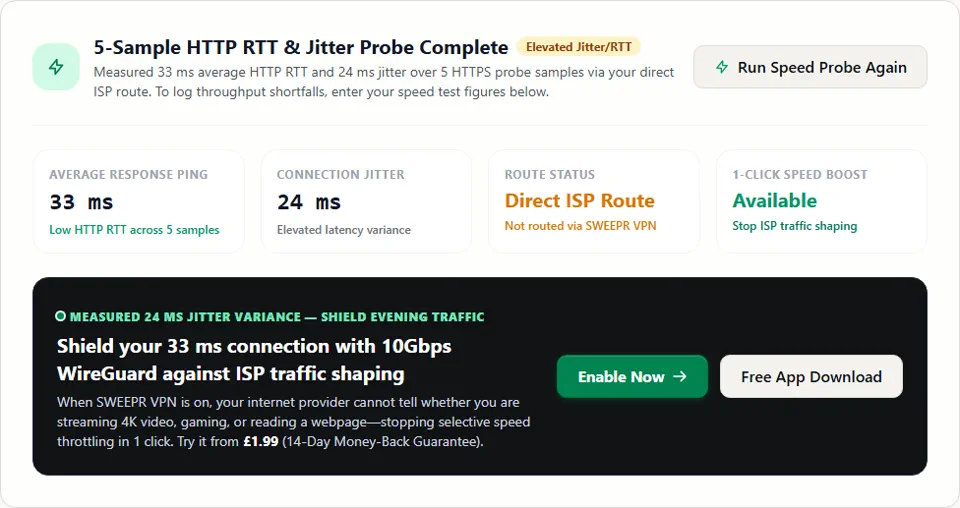 5-Sample HTTP RTT & Jitter Probe Complete
Elevated Jitter/RTT
Measured 33 ms average HTTP RTT and 24 ms jitter over 5 HTTPS probe samples via your direct
ISP route. To log throughput shortfalls, enter your speed test figures below.
Run Speed Probe Again
AVERAGE RESPONSE PING
33 ms
Low HTTP RTT across 5 samples
CONNECTION JITTER
24 ms
Elevated latency variance
ROUTE STATUS
Direct ISP Route
Not routed via SWEEPR VPN
1-CLICK SPEED BOOST
Available
Stop ISP traffic shaping
MEASURED 24 MS JITTER VARIANCE — SHIELD EVENING TRAFFIC
Shield your 33 ms connection with 10Gbps
WireGuard against ISP traffic shaping
When SWEEPR VPN is on, your internet provider cannot tell whether you are
streaming 4K video, gaming, or reading a webpage—stopping selective speed
throttling in 1 click. Try it from £1.99 (14-Day Money-Back Guarantee).
Enable Now →
Free App Download